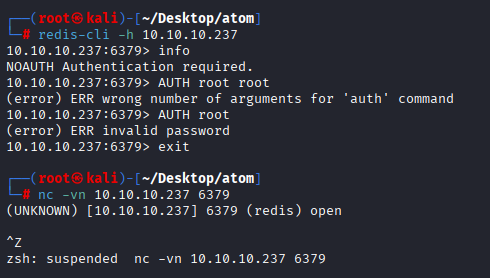 ┌──(root㉿kali)-[~/Desktop/atom]
└─# redis-cli -h 10.10.10.237
10.10.10.237:6379> info
NOAUTH Authentication required.
10.10.10.237:6379> AUTH root root
(error) ERR wrong number of arguments for 'auth' command
10.10.10.237:6379> AUTH root
(error) ERR invalid password
10.10.10.237:6379> exit
┌──(root㉿kali)-[~/Desktop/atom]
└─# nc -vn 10.10.10.237 6379
(UNKNOWN) [10.10.10.237] 6379 (redis) open
^Z
zsh: suspended  nc -vn 10.10.10.237 6379